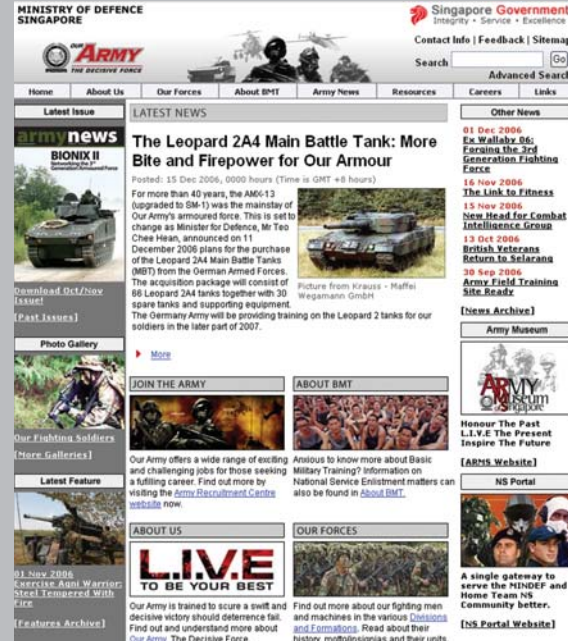 MINISTRY OF DEFENCE
SINGAPORE
Singapore Government
Integrity • Service • Excellence
Contact Info | Feedback | Sitemap
OUR ARMY
THE DECISIVE FORCE
Search
Go
Advanced Search
Home
About Us
Our Forces
About BMT
Army News
Resources
Careers
Links
Latest Issue
armynews
BIONIX II
Download Oct/Nov
Issue!
[Past Issues]
Photo Gallery
Our Fighting Soldiers
[More Galleries]
Latest Feature
01 Nov 2006
Exercise Agni Warrior:
Steel Tempered With
Fire
[Features Archive]
LATEST NEWS
The Leopard 2A4 Main Battle Tank: More
Bite and Firepower for Our Armour
Posted: 15 Dec 2006, 0000 hours (Time is GMT +8 hours)
For more than 40 years, the AMX-13
(upgraded to SM-1) was the mainstay of
Our Army's armoured force. This is set to
change as Minister for Defence, Mr Teo
Chee Hean, announced on 11
December 2006 plans for the purchase
of the Leopard 2A4 Main Battle Tanks
(MBT) from the German Armed Forces.
The acquisition package will consist of
66 Leopard 2A4 tanks together with 30
spare tanks and supporting equipment.
The Germany Army will be providing training on the Leopard 2 tanks for our
soldiers in the later part of 2007.
Picture from Krauss - Maffei
Wegamann GmbH
More
JOIN THE ARMY
Our Army offers a wide range of exciting
and challenging jobs for those seeking
a fulfilling career. Find out more by
visiting the Army Recruitment Centre
website now.
ABOUT BMT
Anxious to know more about Basic
Military Training? Information on
National Service Enlistment matters can
also be found in About BMT.
ABOUT US
L.I.V.E
TO BE YOUR BEST
Our Army is trained to scure a swift and
decisive victory should deterrence fail.
Find out and understand more about
Our Army, The Decisive Force.
OUR FORCES
Find out more about our fighting men
and machines in the various Divisions
and Formations. Read about their
history, motto/insignias and their units.
Other News
01 Dec 2006
Ex Wallaby 06:
Forging the 3rd
Generation Fighting
Force
16 Nov 2006
The Link to Fitness
15 Nov 2006
New Head for Combat
Intelligence Group
13 Oct 2006
British Veterans
Return to Selarang
30 Sep 2006
Army Field Training
Site Ready
[News Archive]
Army Museum
ARMY
Museum
of Singapore
Honour The Past
L.I.V.E The Present
Inspire The Future
[ARMS Website]
NS Portal
A single gateway to
serve the MINDEF and
Home Team NS
Community better.
[NS Portal Website]